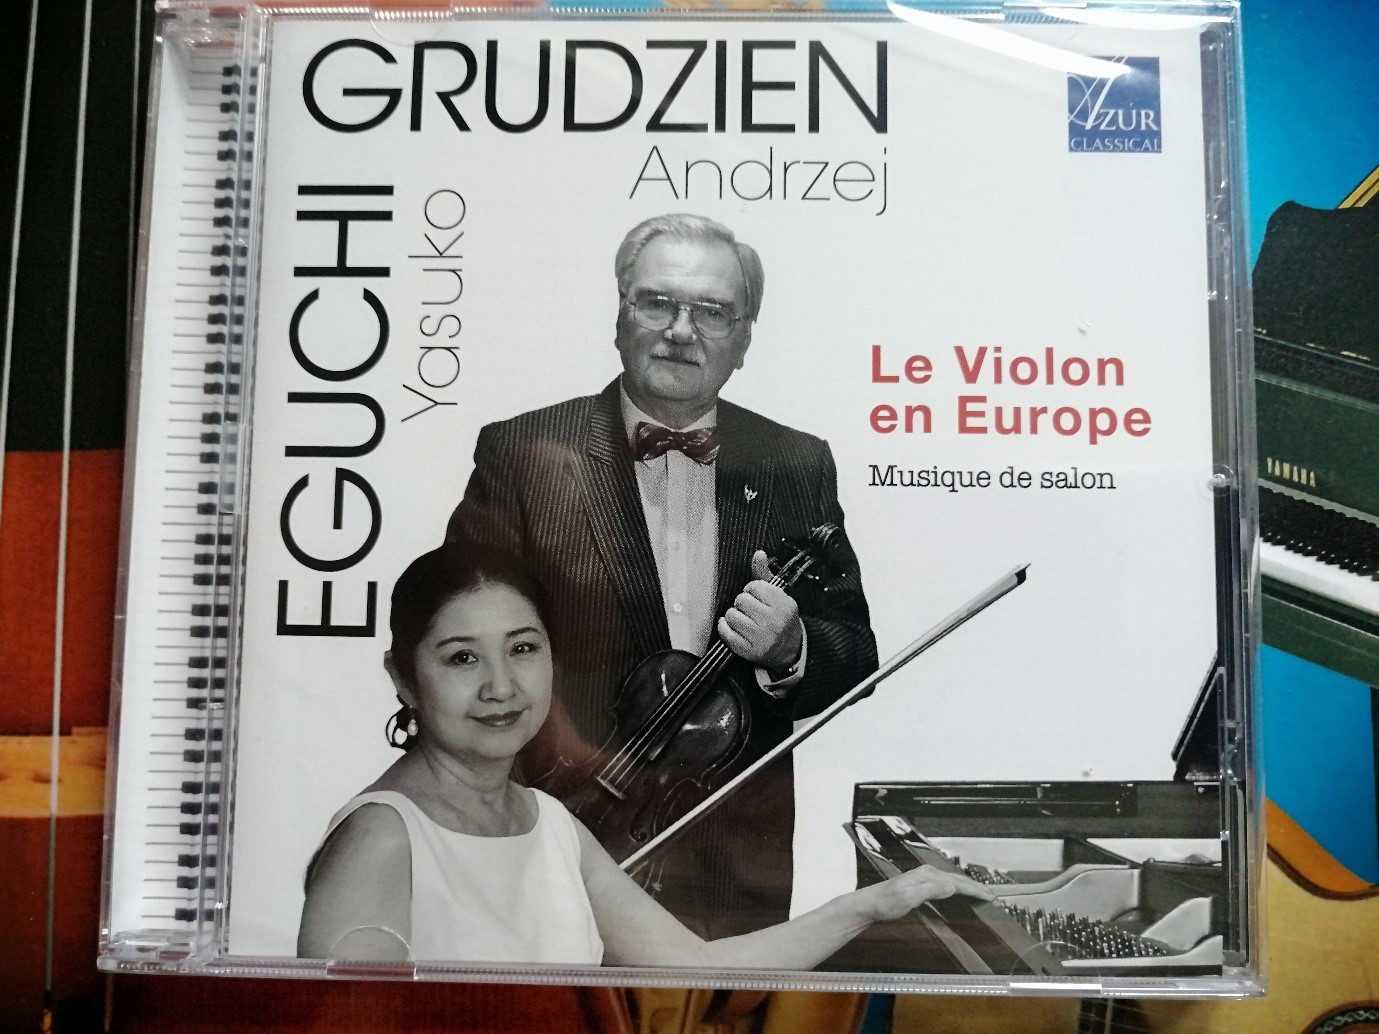 GRUDZIEN
Andrzej
EGUCHI
Yasuko
AZUR
CLASSICAL
Le Violon
en Europe
Musique de salon
YAMAHA